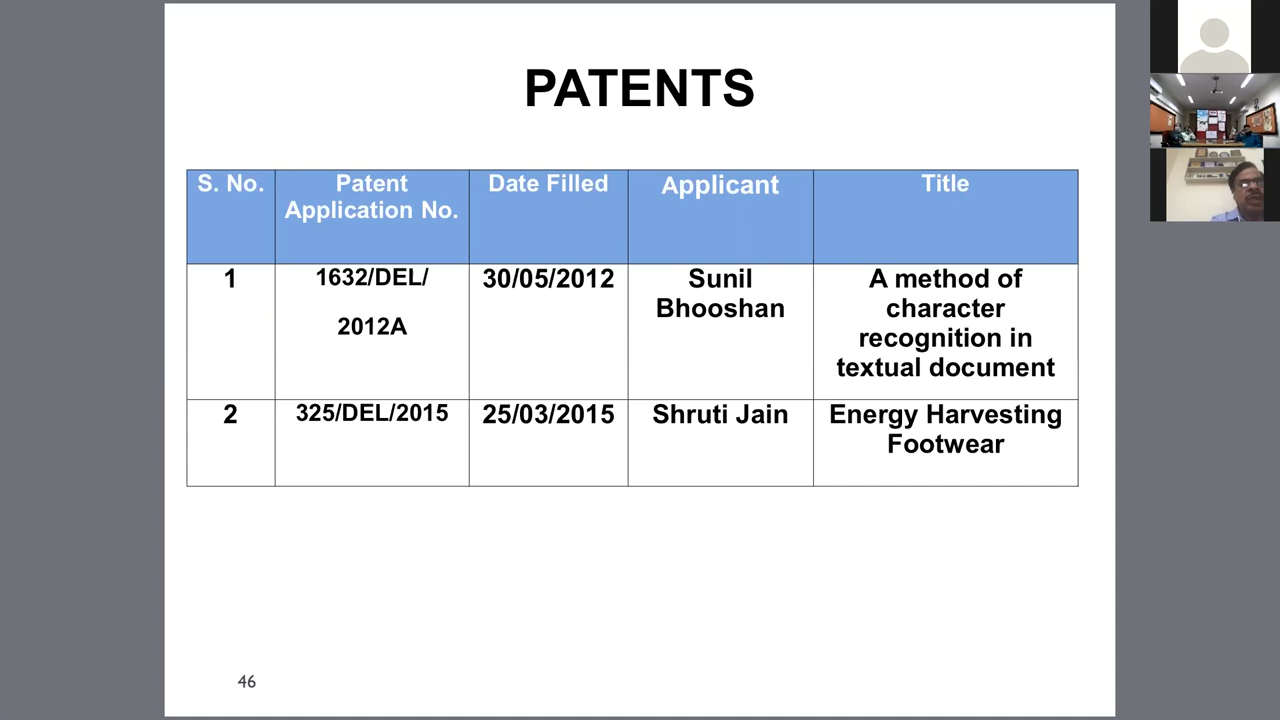 PATENTS
S. No.
Patent
Application No.
Date Filled
Applicant
Title
1
1632/DEL/
2012A
30/05/2012
Sunil
Bhooshan
A method of
character
recognition in
textual document
2
325/DEL/2015
25/03/2015
Shruti Jain
Energy Harvesting
Footwear
46